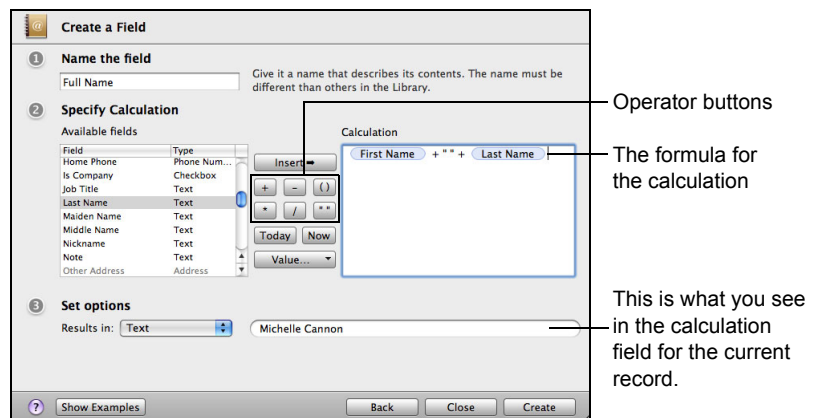 Create a Field
1 Name the field
Full Name
Give it a name that describes its contents. The name must be
different than others in the Library.
2 Specify Calculation
Available fields
Field Type
Home Phone Phone Num...
Is Company Checkbox
Job Title Text
Last Name Text
Maiden Name Text
Middle Name Text
Nickname Text
Note Text
Other Address Address
Insert
+ - ()
* / " "
Today Now
Value...
Calculation
First Name + " " + Last Name
3 Set options
Results in: Text
Michelle Cannon
? Show Examples
Back Close Create
Operator buttons
The formula for
the calculation
This is what you see
in the calculation
field for the current
record.